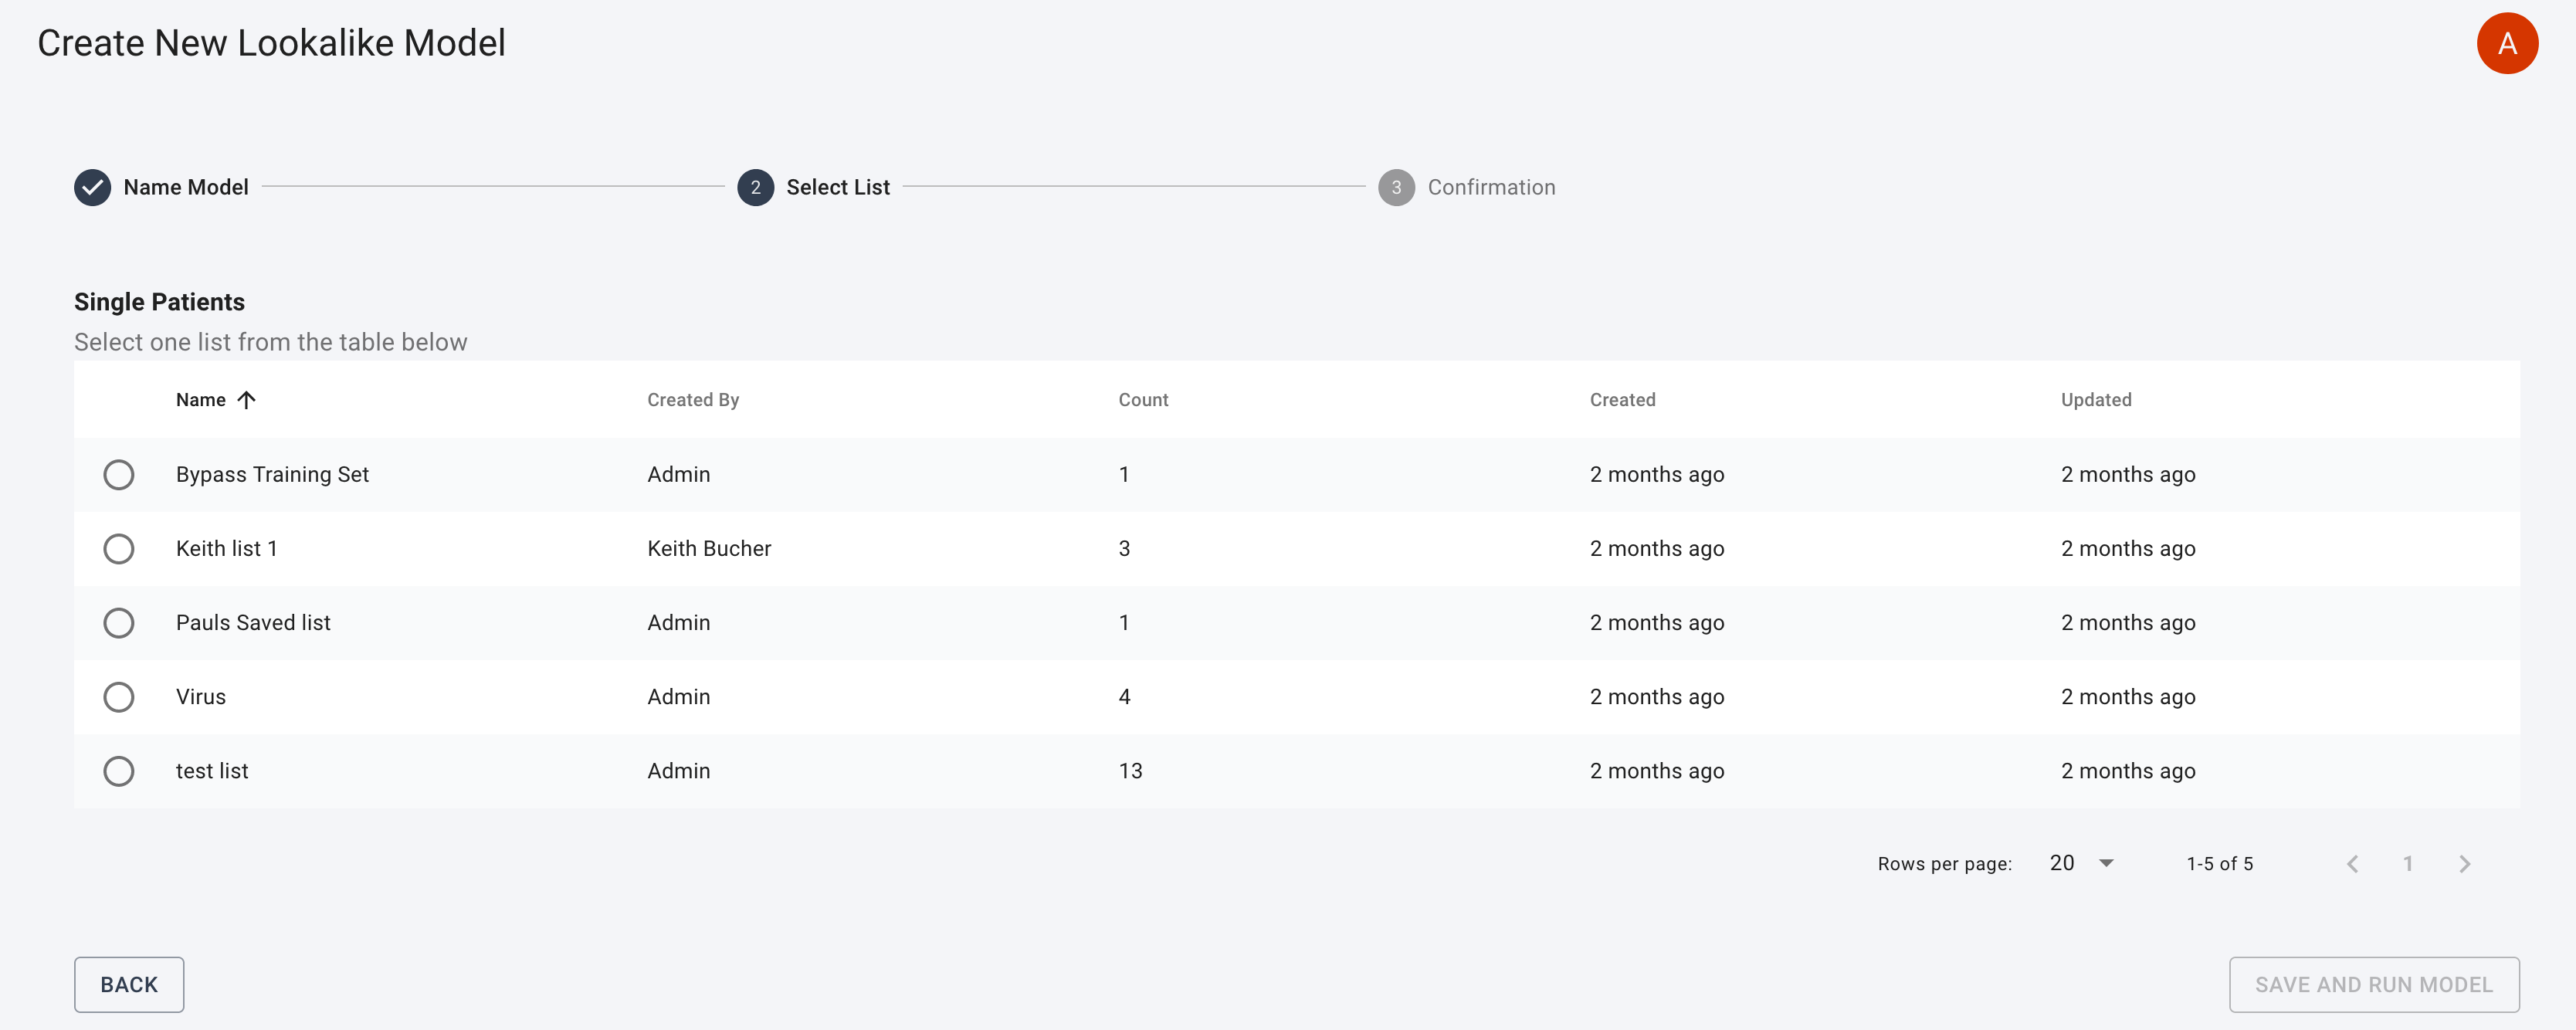 Create New Lookalike Model
A
Name Model
2 Select List
3 Confirmation
Single Patients
Select one list from the table below
Name Created By Count Created Updated
Bypass Training Set Admin 1 2 months ago 2 months ago
Keith list 1 Keith Bucher 3 2 months ago 2 months ago
Pauls Saved list Admin 1 2 months ago 2 months ago
Virus Admin 4 2 months ago 2 months ago
test list Admin 13 2 months ago 2 months ago
Rows per page: 20 1-5 of 5 1
BACK
SAVE AND RUN MODEL